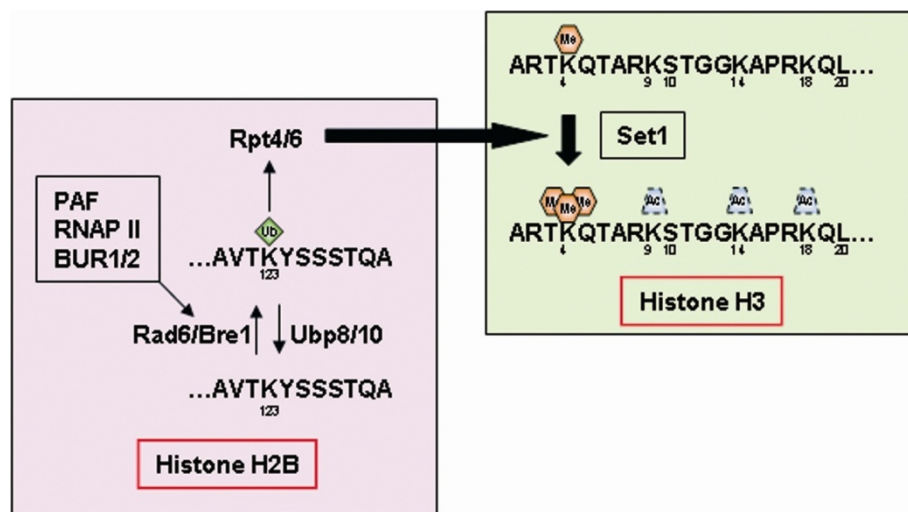 Rpt4/6
PAF
RNAP II
BUR1/2
Ub
...AVTKYSSSTQA
123
Rad6/Bre1
Ubp8/10
...AVTKYSSSTQA
123
Histone H2B
Me
ARTKQTARKSTGGKAPRKQL...
4 9 10 14 18 20
Set1
Me Me Me Ac Ac Ac
ARTKQTARKSTGGKAPRKQL...
4 9 10 14 18 20
Histone H3